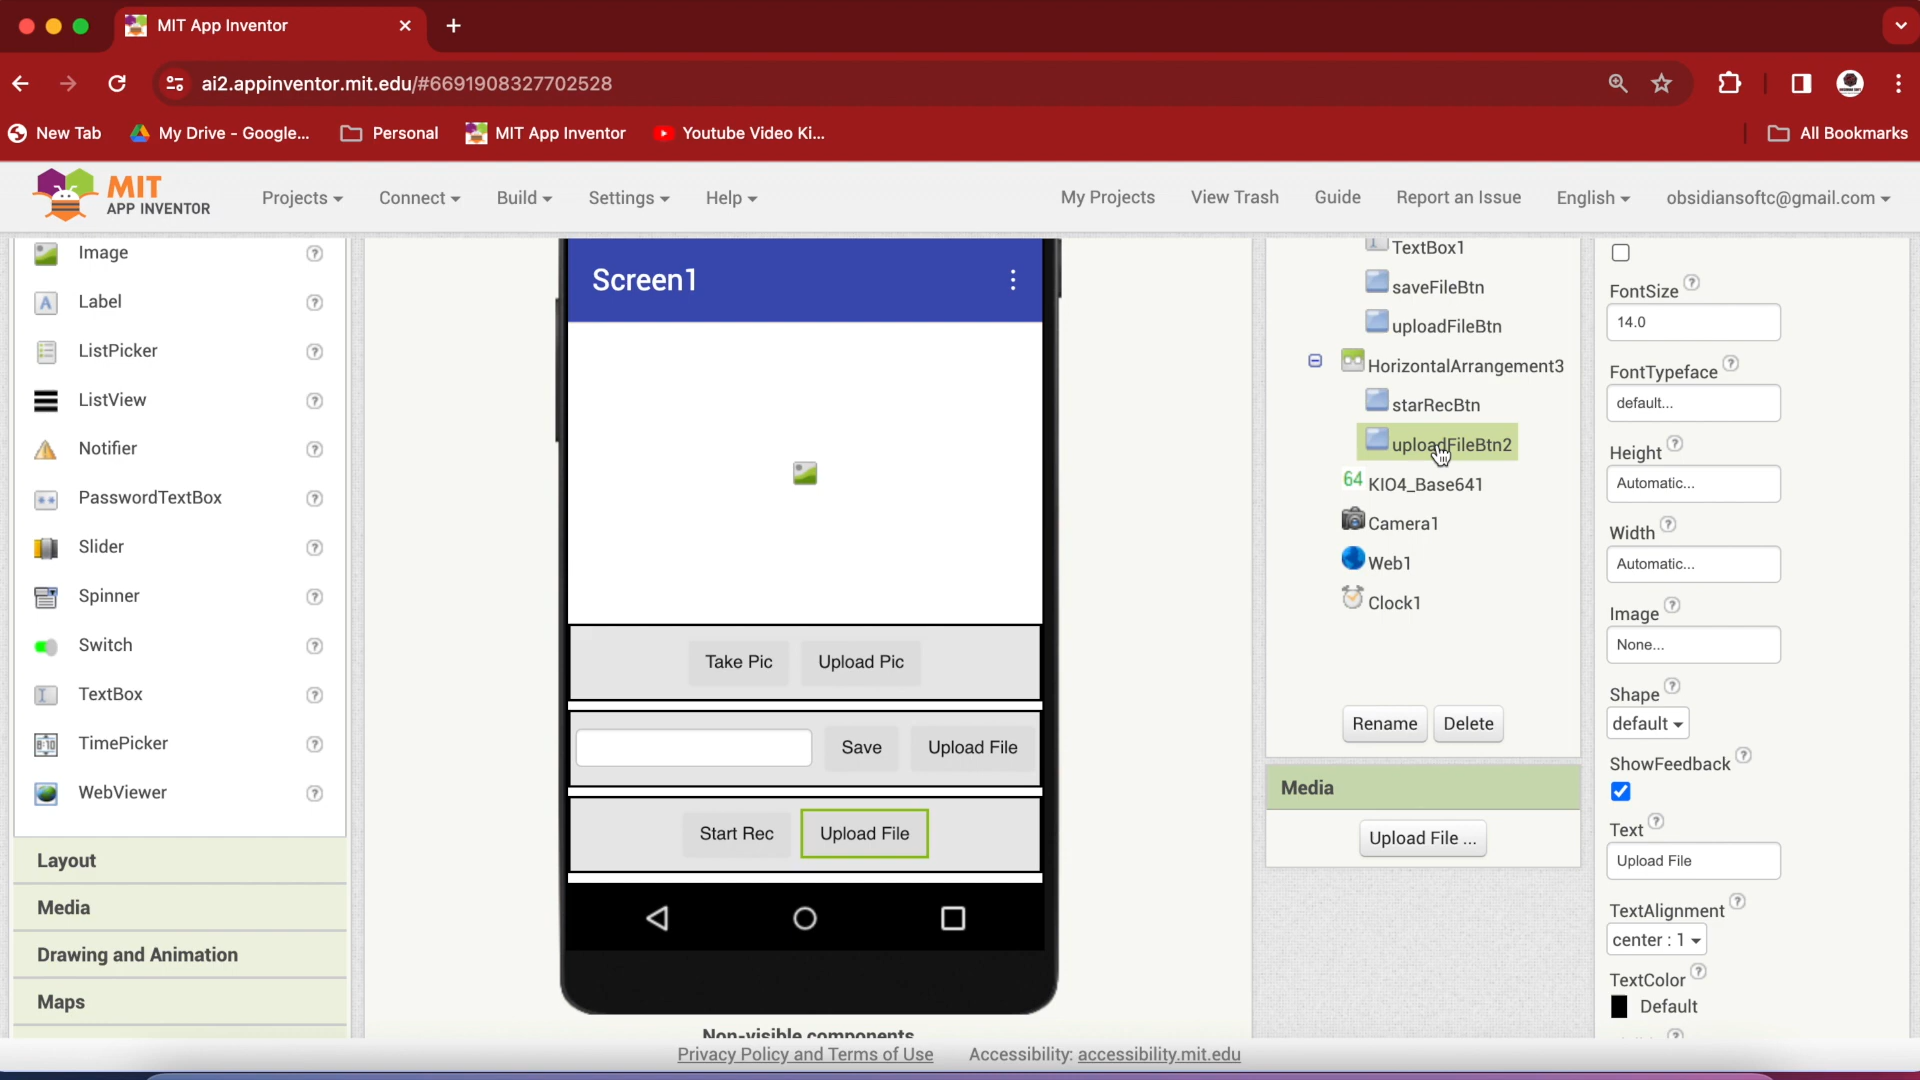 MIT App Inventor
ai2.appinventor.mit.edu/#6691908327702528
New Tab
My Drive - Google...
Personal
MIT App Inventor
Youtube Video Ki...
All Bookmarks
MIT
APP INVENTOR
Projects
Connect
Build
Settings
Help
My Projects
View Trash
Guide
Report an Issue
English
obsidiansoftc@gmail.com
Image
?
Label
?
ListPicker
?
ListView
?
Notifier
?
PasswordTextBox
?
Slider
?
Spinner
?
Switch
?
TextBox
?
TimePicker
?
WebViewer
?
Layout
Media
Drawing and Animation
Maps
Screen1
Take Pic
Upload Pic
Save
Upload File
Start Rec
Upload File
Non-visible components
TextBox1
saveFileBtn
uploadFileBtn
HorizontalArrangement3
starRecBtn
uploadFileBtn2
64 KIO4_Base641
Camera1
Web1
Clock1
Rename
Delete
Media
Upload File ...
FontSize ?
14.0
FontTypeface ?
default...
Height ?
Automatic...
Width ?
Automatic...
Image ?
None...
Shape ?
default
ShowFeedback ?
Text ?
Upload File
TextAlignment ?
center : 1
TextColor ?
Default
Privacy Policy and Terms of Use
Accessibility: accessibility.mit.edu